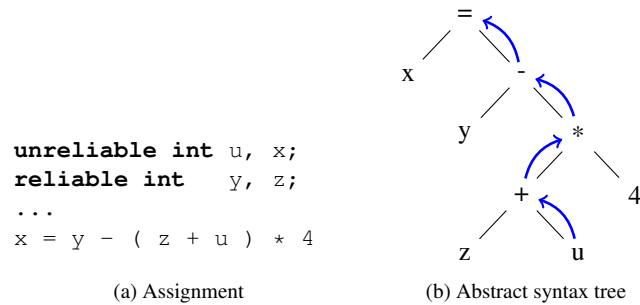 unreliable int u, x;
reliable int y, z;
...
x = y - ( z + u ) * 4
(a) Assignment
=
x
-
y
*
+
4
z
u
(b) Abstract syntax tree